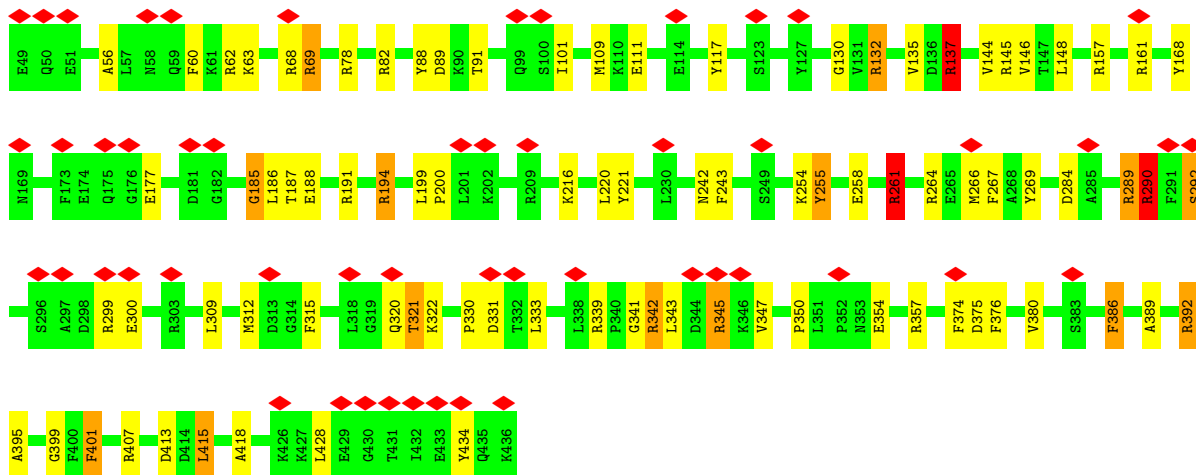 E49 Q50 E51 A56 L57 N58 Q59 F60 K61 R62 K63 R68 R69 R78 R82 Y88 D89 K90 T91 Q99 S100 I101 M109 K110 E111 E114 Y117 S123 Y127 G130 V131 R132 V135 D136 R137 V144 R145 V146 T147 L148 R157 R161 Y168
N169 F173 E174 Q175 G176 E177 D181 G182 G185 L186 T187 E188 R191 R194 L199 P200 L201 K202 R209 K216 L220 Y221 L230 N242 F243 S249 K254 Y255 E258 R261 R264 E265 M266 F267 A268 Y269 D284 A285 R289 R290 F291 S292
S296 A297 D298 R299 E300 R303 L309 M312 D313 G314 F315 L318 G319 Q320 T321 K322 P330 D331 T332 L333 L338 R339 P340 G341 R342 L343 D344 R345 K346 V347 P350 L351 P352 N353 E354 R357 F374 D375 F376 V380 S383 F386 A389 R392
A395 G399 F400 F401 R407 D413 D414 L415 A418 K426 K427 L428 E429 G430 T431 I432 E433 Y434 Q435 K436